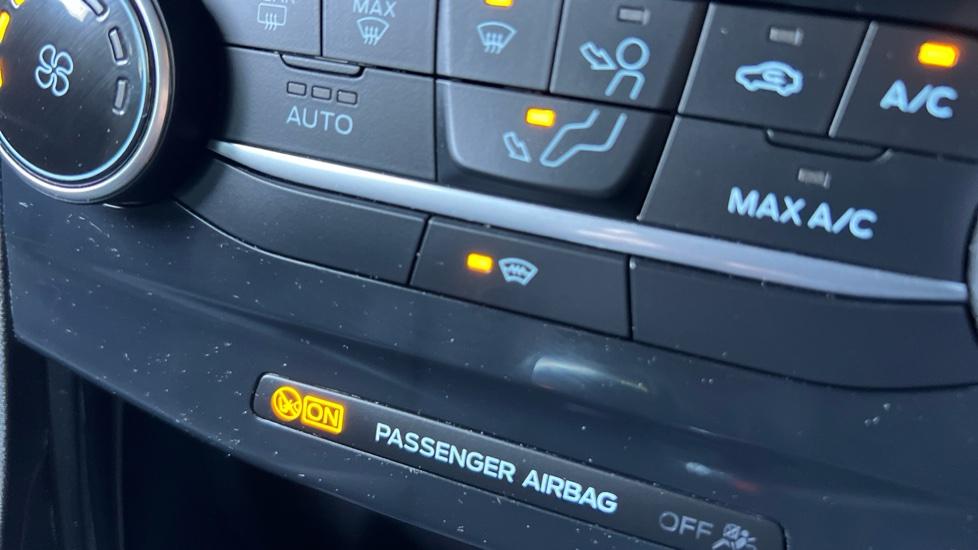 MAX
AUTO
A/C
MAX A/C
ON PASSENGER AIRBAG OFF